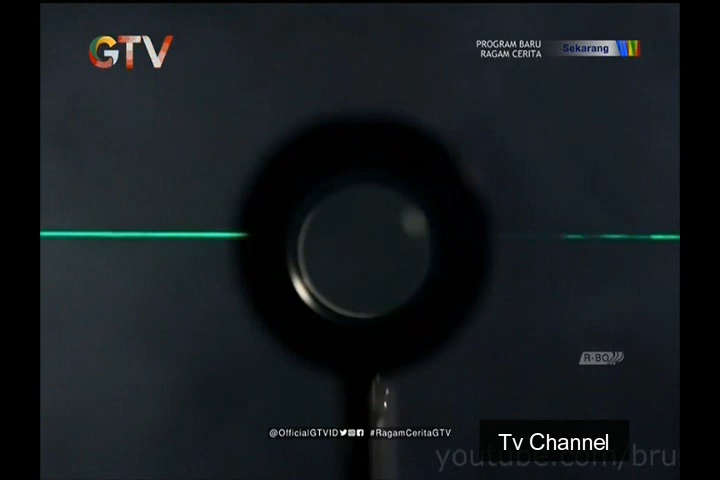 GTV
PROGRAM BARU
RAGAM CERITA
Sekarang
R-BO
@OfficialGTVID #RagamCeritaGTV
Tv Channel
youtube.com/bru